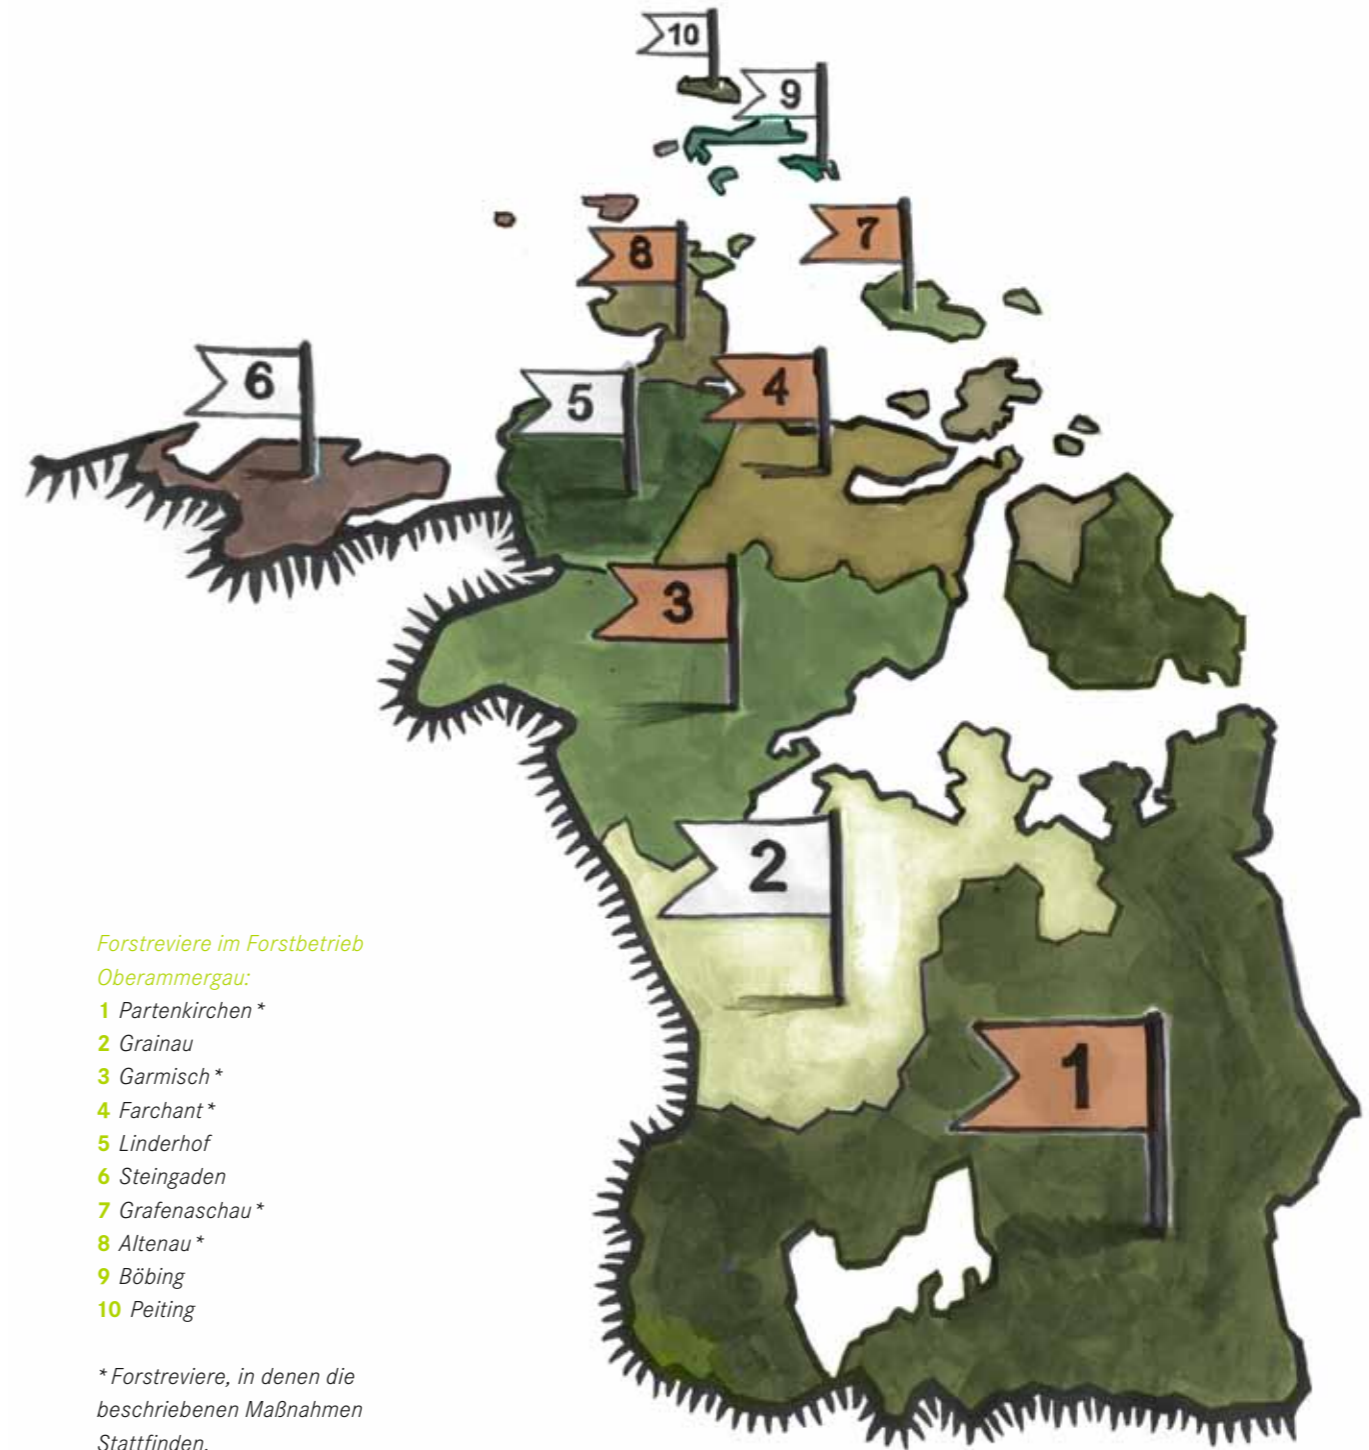 10
9
7
8
6
5
4
3
2
1
Forstreviere im Forstbetrieb
Oberammergau:
1 Partenkirchen *
2 Grainau
3 Garmisch *
4 Farchant *
5 Linderhof
6 Steingaden
7 Grafenaschau *
8 Altenau *
9 Böbing
10 Peiting
* Forstreviere, in denen die
beschriebenen Maßnahmen
Stattfinden.